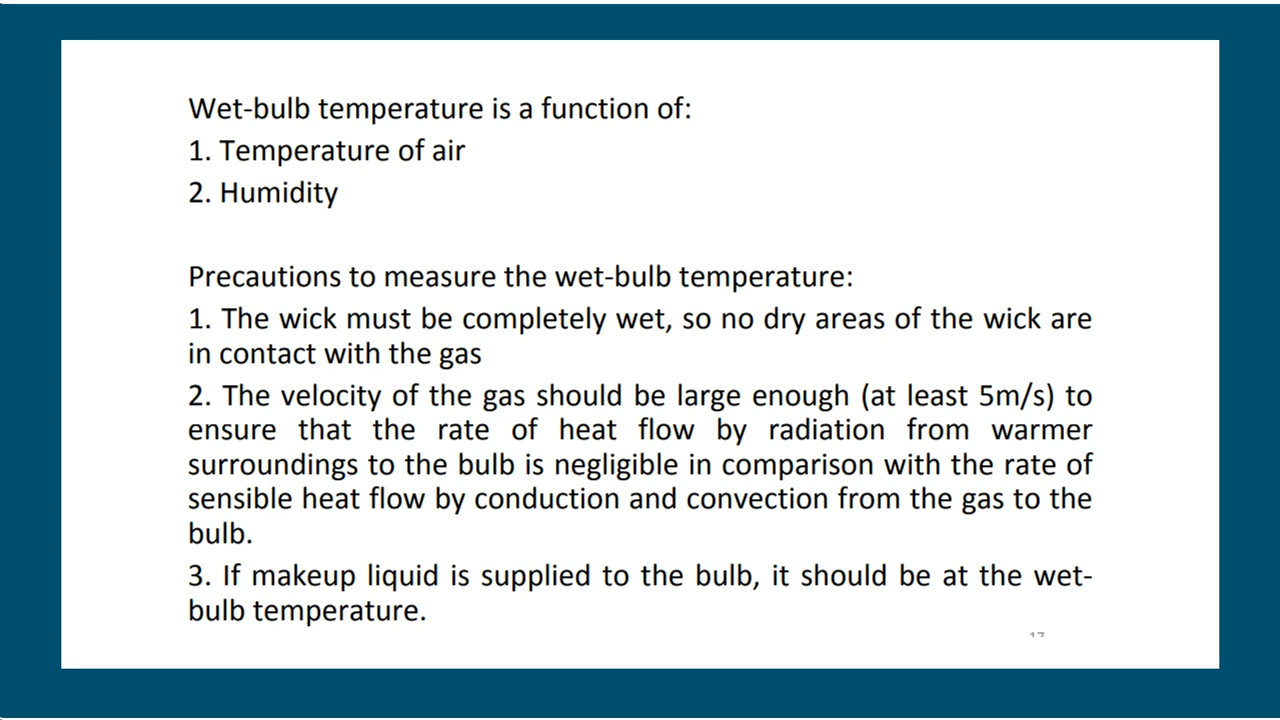 Wet-bulb temperature is a function of:
1. Temperature of air
2. Humidity
Precautions to measure the wet-bulb temperature:
1. The wick must be completely wet, so no dry areas of the wick are
in contact with the gas
2. The velocity of the gas should be large enough (at least 5m/s) to
ensure that the rate of heat flow by radiation from warmer
surroundings to the bulb is negligible in comparison with the rate of
sensible heat flow by conduction and convection from the gas to the
bulb.
3. If makeup liquid is supplied to the bulb, it should be at the wet-
bulb temperature.